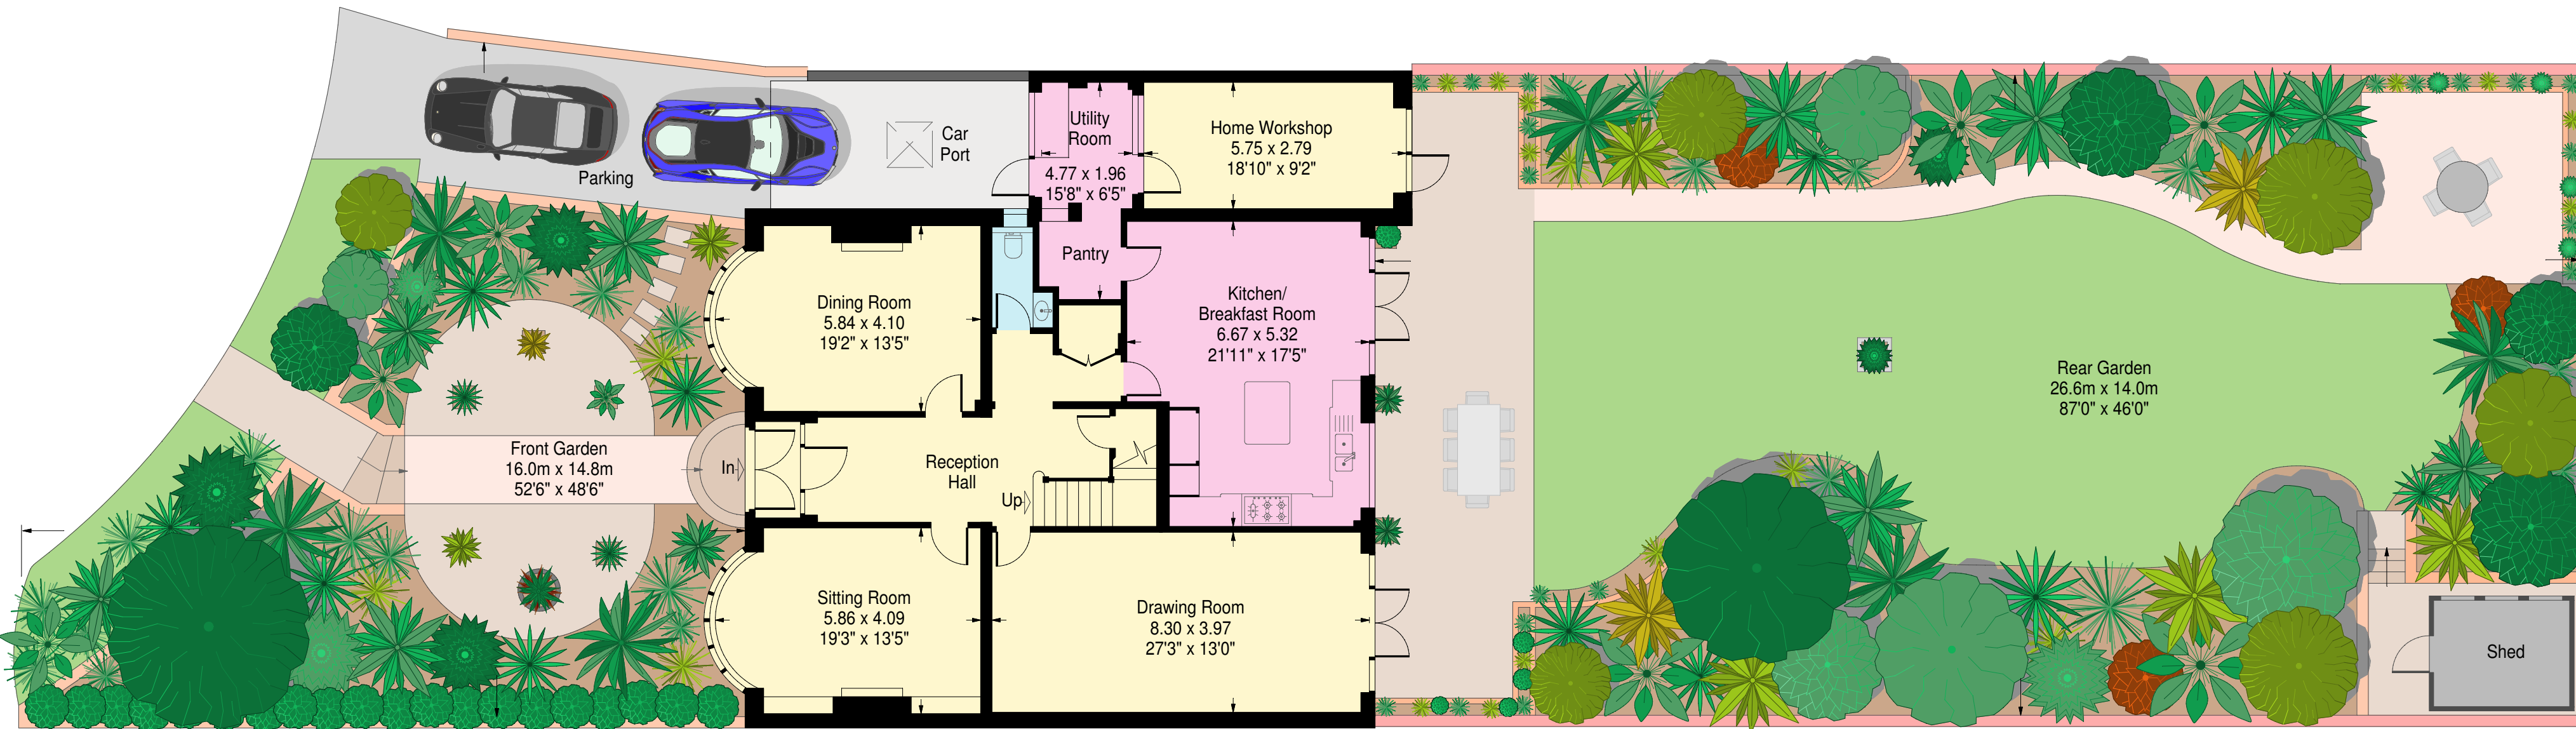 Parking
Car
Port
Utility
Room
4.77 x 1.96
15'8" x 6'5"
Home Workshop
5.75 x 2.79
18'10" x 9'2"
Pantry
Dining Room
5.84 x 4.10
19'2" x 13'5"
Kitchen/
Breakfast Room
6.67 x 5.32
21'11" x 17'5"
Rear Garden
26.6m x 14.0m
87'0" x 46'0"
Front Garden
16.0m x 14.8m
52'6" x 48'6"
In
Reception
Hall
Up
Sitting Room
5.86 x 4.09
19'3" x 13'5"
Drawing Room
8.30 x 3.97
27'3" x 13'0"
Shed